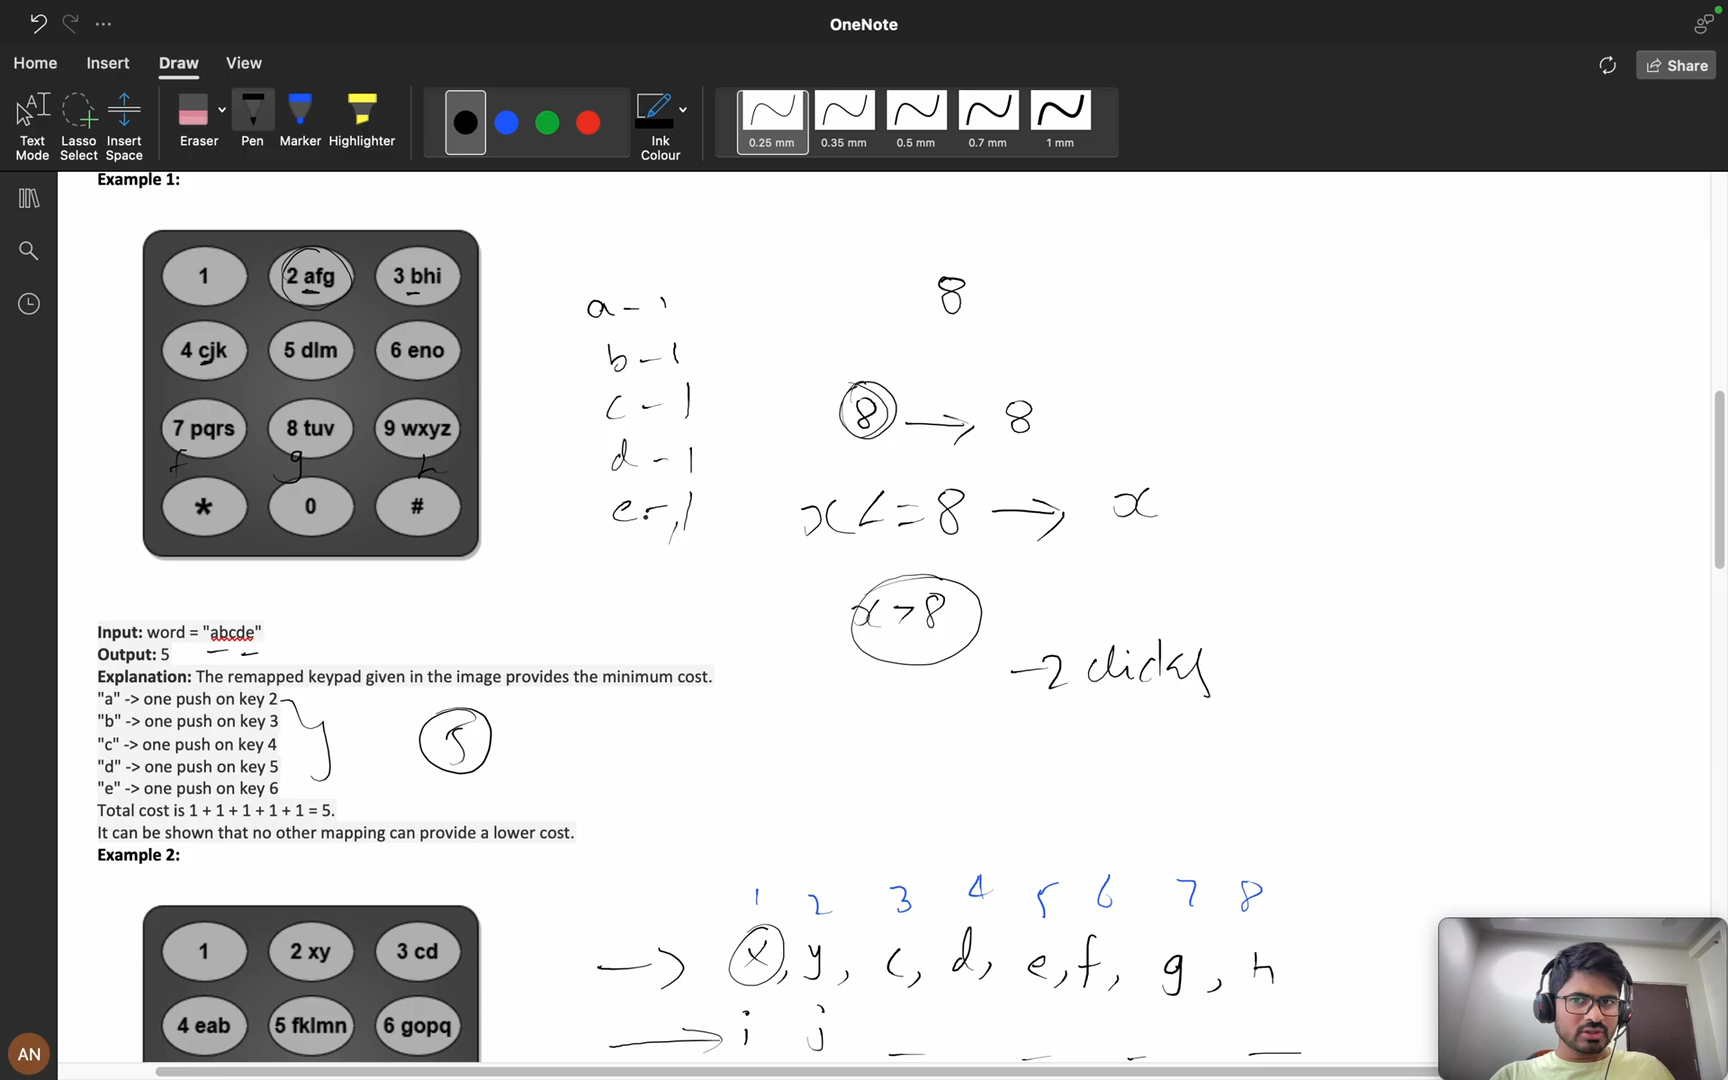 OneNote
Home Insert Draw View
Share
Text Mode
Lasso Select
Insert Space
Eraser
Pen
Marker
Highlighter
Ink Colour
0.25 mm
0.35 mm
0.5 mm
0.7 mm
1 mm
Example 1:
1 2 afg 3 bhi
4 cjk 5 dlm 6 eno
7 pqrs 8 tuv 9 wxyz
f g h
* 0 #
a - 1
b - 1
c - 1
d - 1
e - 1
8
8 → 8
x <= 8 → x
x > 8
- 2 clicks
Input: word = "abcde"
Output: 5
Explanation: The remapped keypad given in the image provides the minimum cost.
"a" -> one push on key 2
"b" -> one push on key 3
"c" -> one push on key 4
"d" -> one push on key 5
"e" -> one push on key 6
5
Total cost is 1 + 1 + 1 + 1 + 1 = 5.
It can be shown that no other mapping can provide a lower cost.
Example 2:
1 2 xy 3 cd
4 eab 5 fklmn 6 gopq
1 2 3 4 5 6 7 8
→ x, y, c, d, e, f, g, h
→ i j
AN